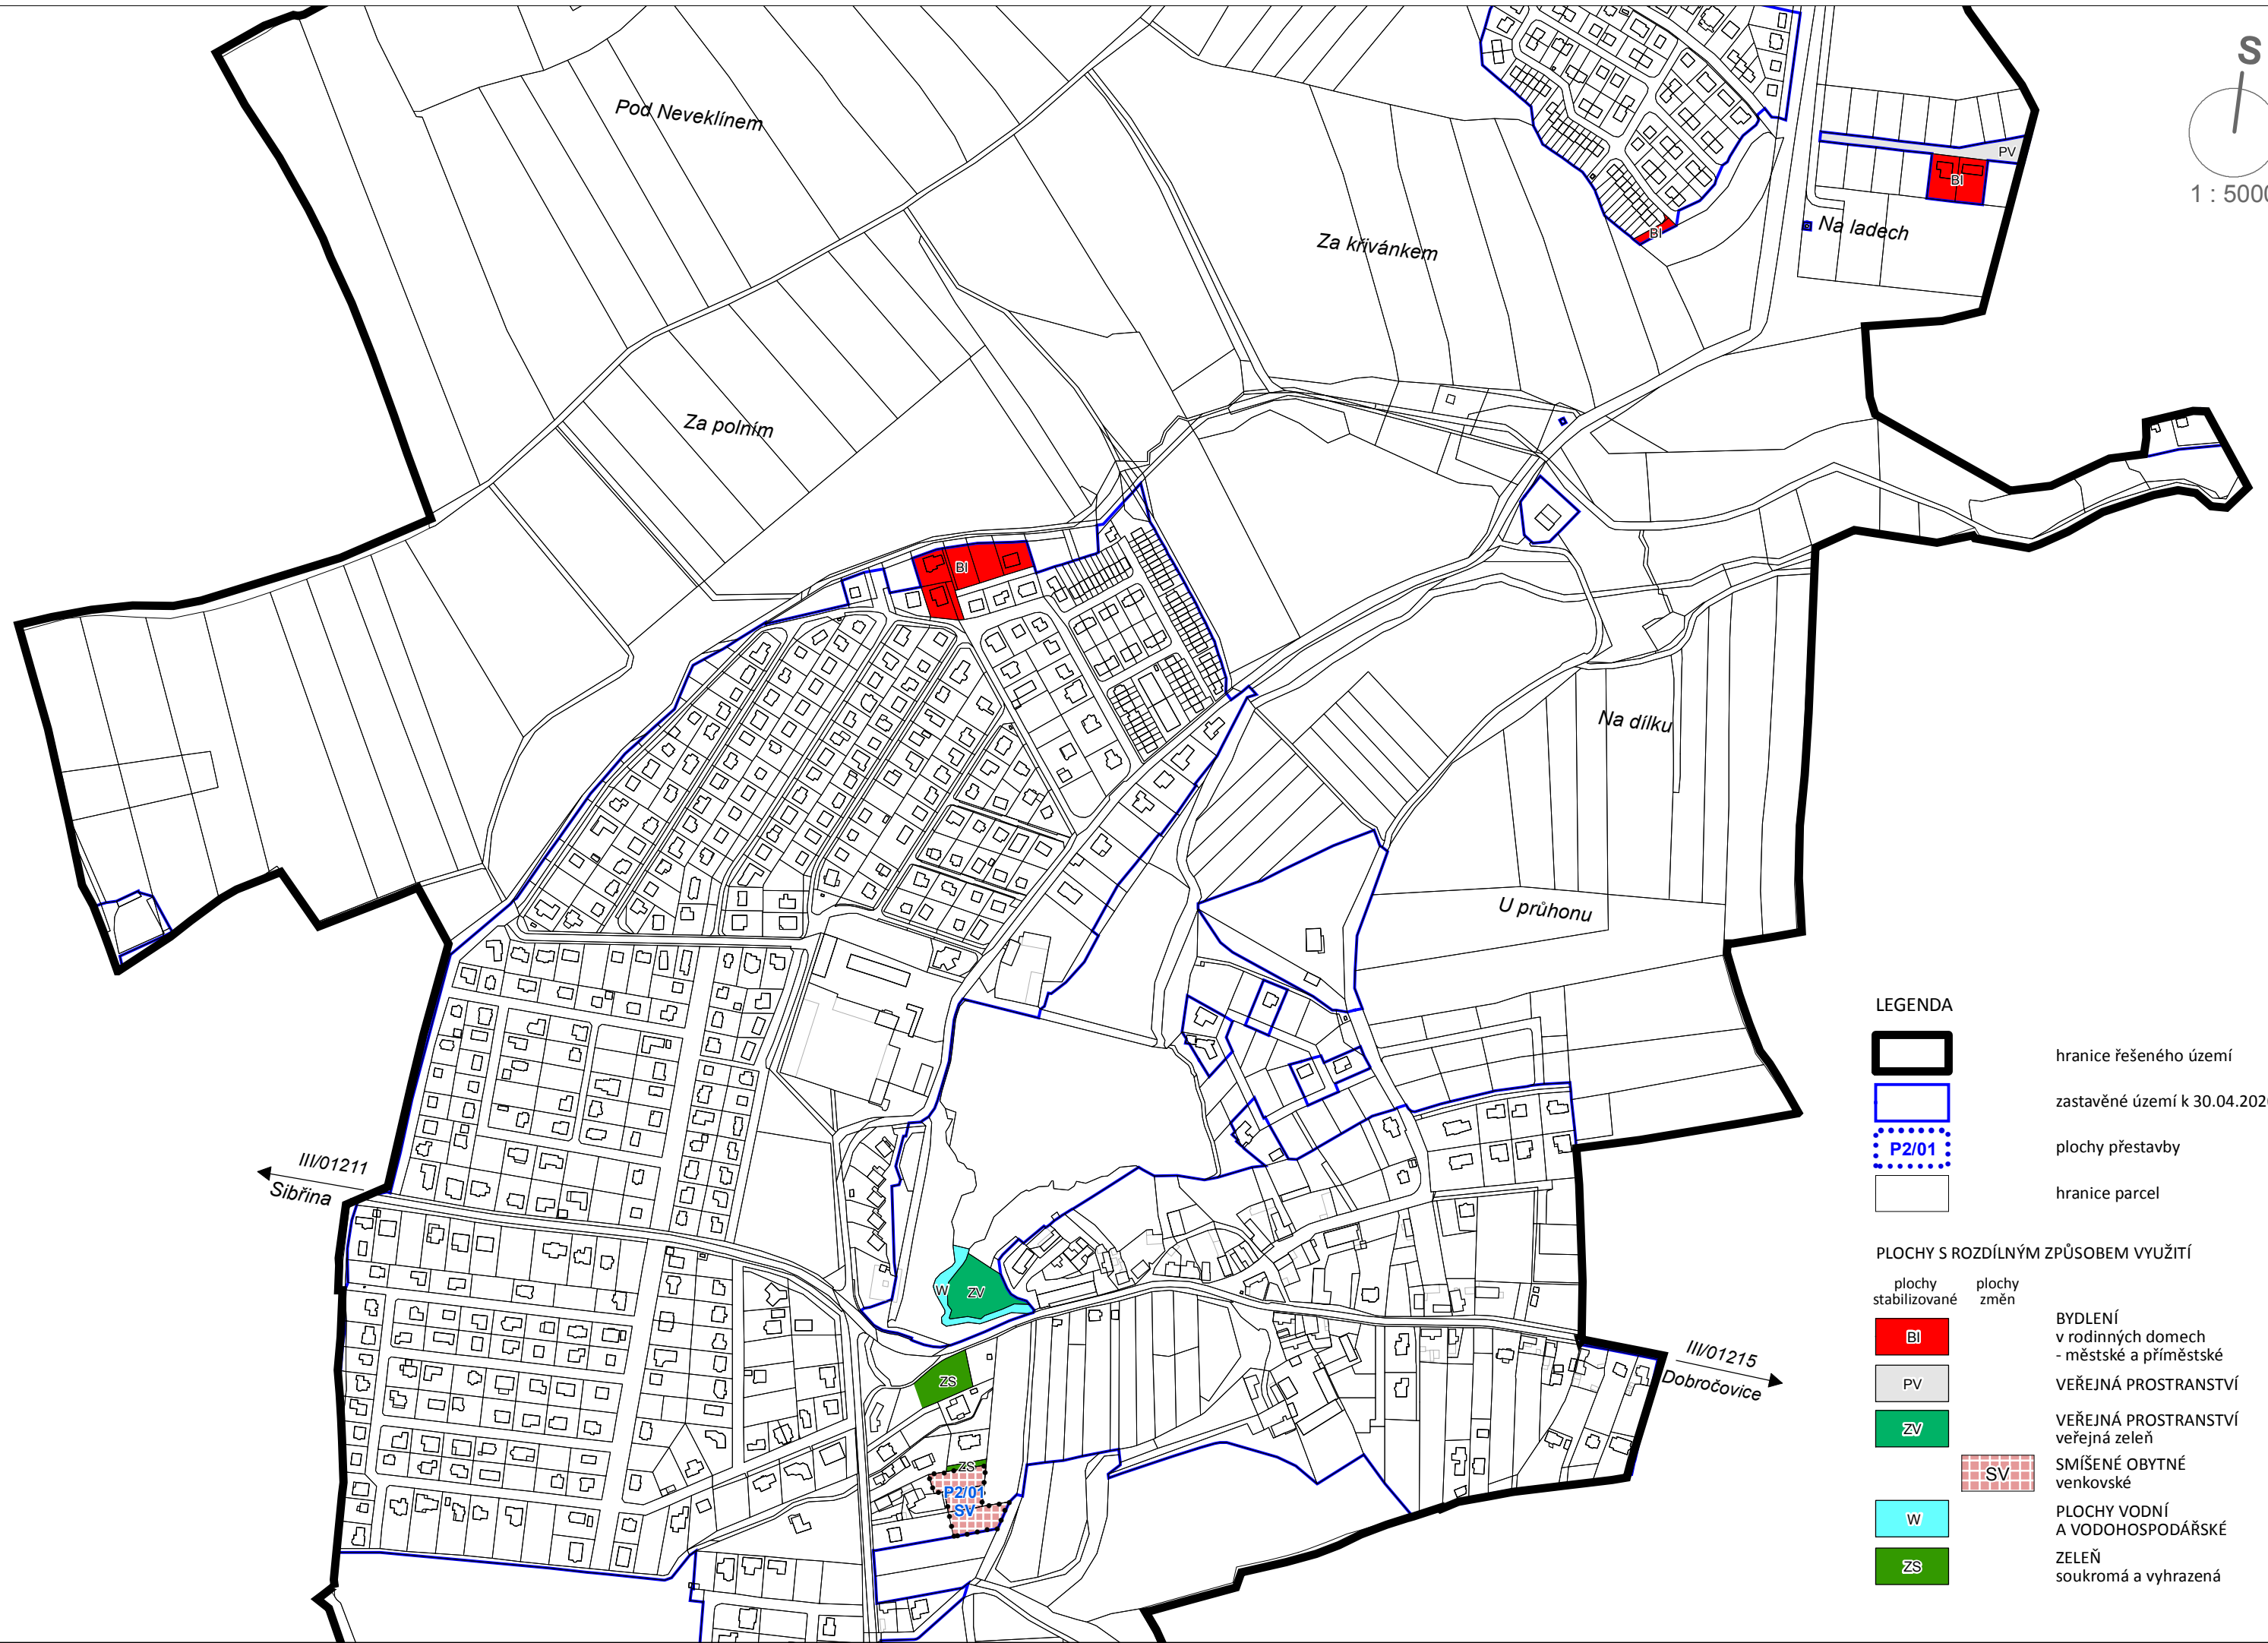 S
1 : 5000
Pod Neveklínem
PV
BI
Na ladech
BI
Za křivánkem
Za polním
BI
Na dílku
U průhonu
III/01211
Sibřina
W
ZV
ZS
ZS
P2/01
SV
III/01215
Dobročovice
LEGENDA
hranice řešeného území
zastavěné území k 30.04.202
P2/01
plochy přestavby
hranice parcel
PLOCHY S ROZDÍLNÝM ZPŮSOBEM VYUŽITÍ
plochy
stabilizované
plochy
změn
BI
BYDLENÍ
v rodinných domech
- městské a příměstské
PV
VEŘEJNÁ PROSTRANSTVÍ
ZV
VEŘEJNÁ PROSTRANSTVÍ
veřejná zeleň
SV
SMÍŠENÉ OBYTNÉ
venkovské
W
PLOCHY VODNÍ
A VODOHOSPODÁŘSKÉ
ZS
ZELEŇ
soukromá a vyhrazená